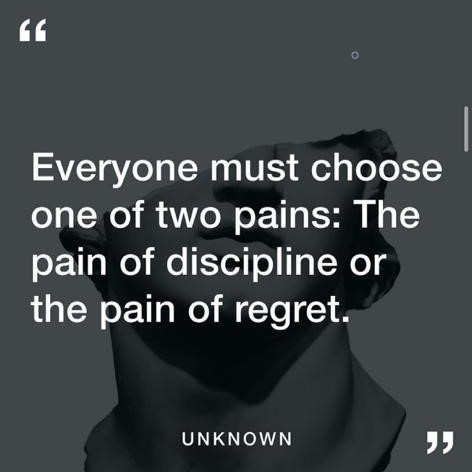 “
Everyone must choose
one of two pains: The
pain of discipline or
the pain of regret.
UNKNOWN
”